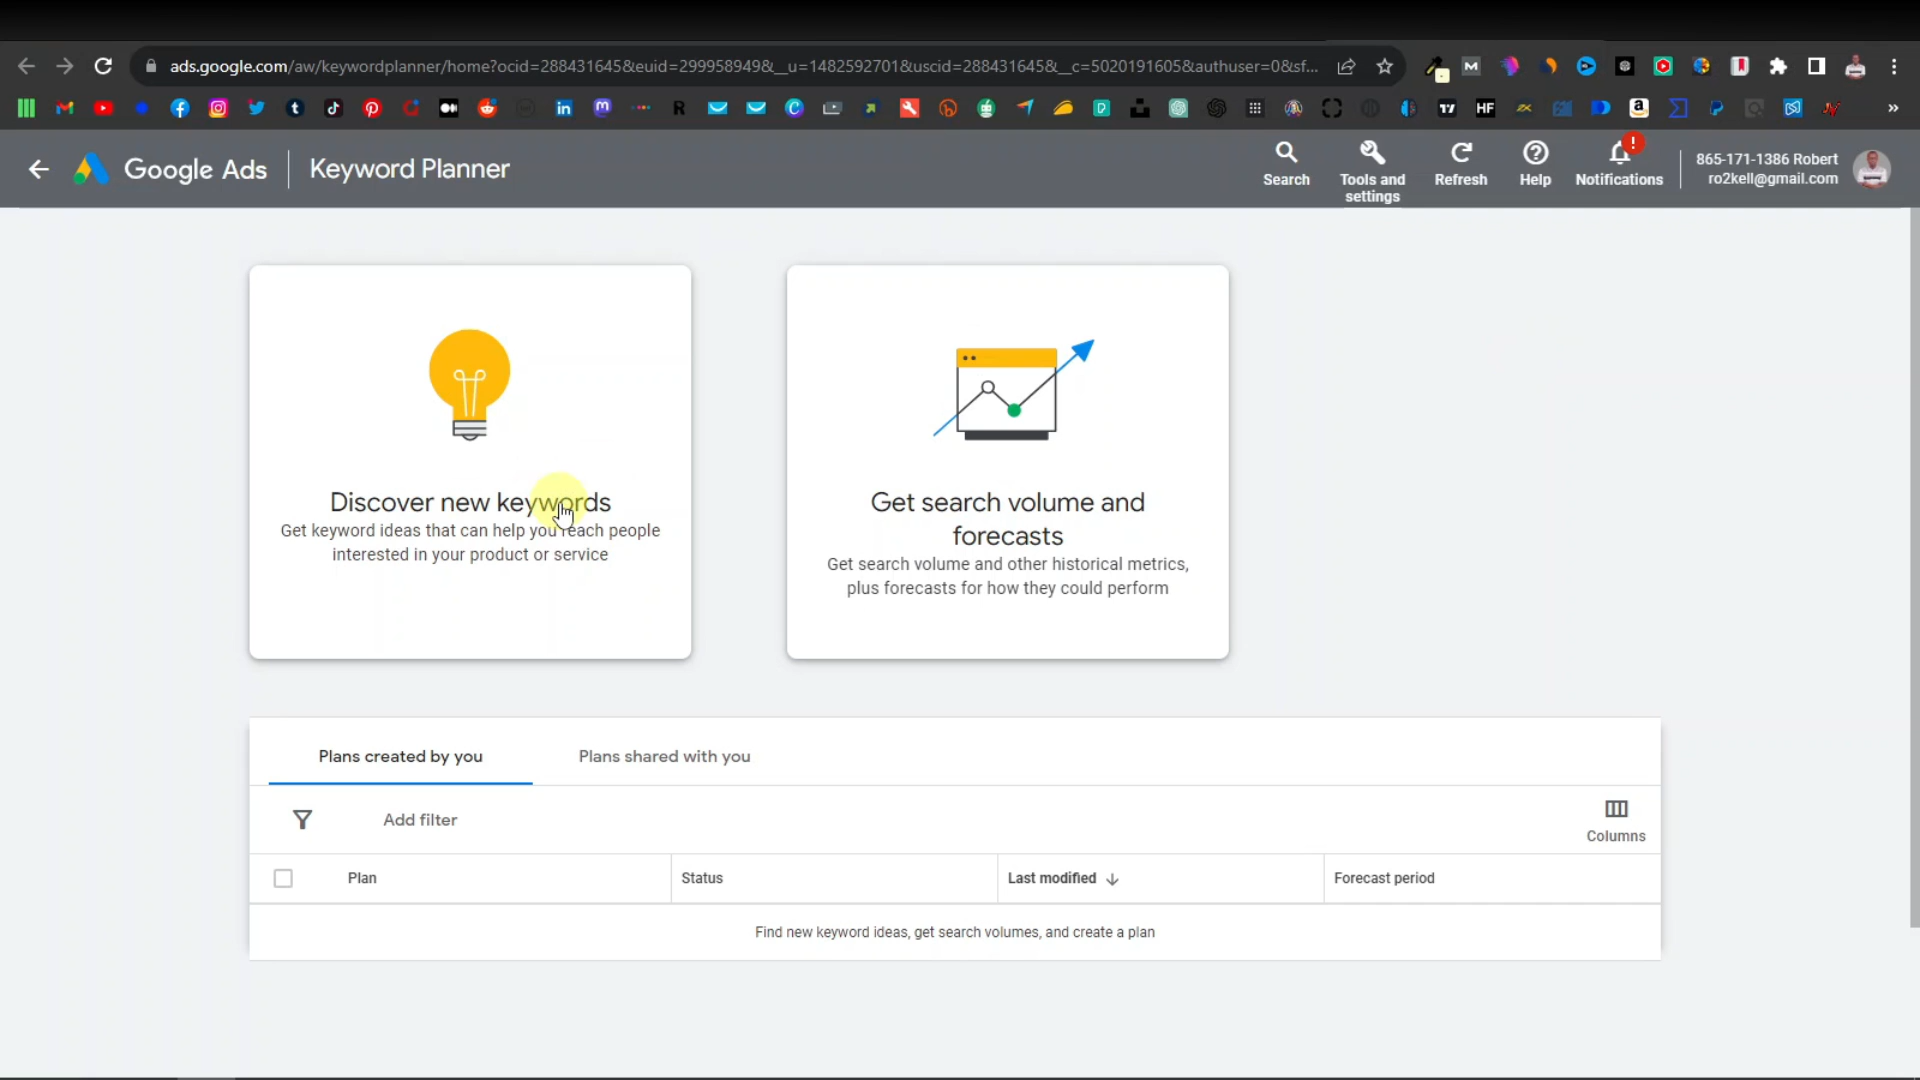 ads.google.com/aw/keywordplanner/home?ocid=288431645&euid=299958949&__u=1482592701&uscid=288431645&__c=5020191605&authuser=0&sf...
Google Ads
Keyword Planner
Search
Tools and
settings
Refresh
Help
Notifications
865-171-1386 Robert
ro2kell@gmail.com
Discover new keywords
Get keyword ideas that can help you reach people
interested in your product or service
Get search volume and
forecasts
Get search volume and other historical metrics,
plus forecasts for how they could perform
Plans created by you
Plans shared with you
Add filter
Columns
Plan
Status
Last modified
Forecast period
Find new keyword ideas, get search volumes, and create a plan